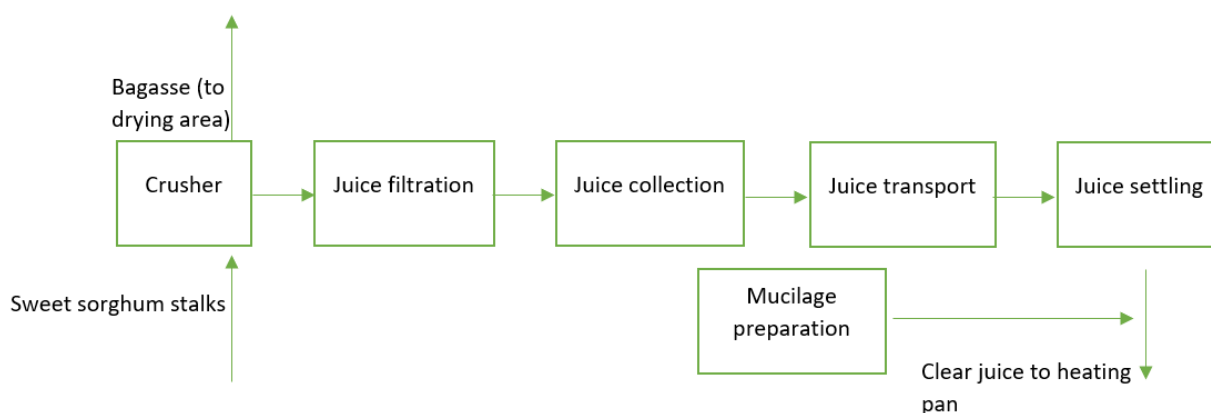 Bagasse (to
drying area)
Crusher
Juice filtration
Juice collection
Juice transport
Juice settling
Sweet sorghum stalks
Mucilage
preparation
Clear juice to heating
pan